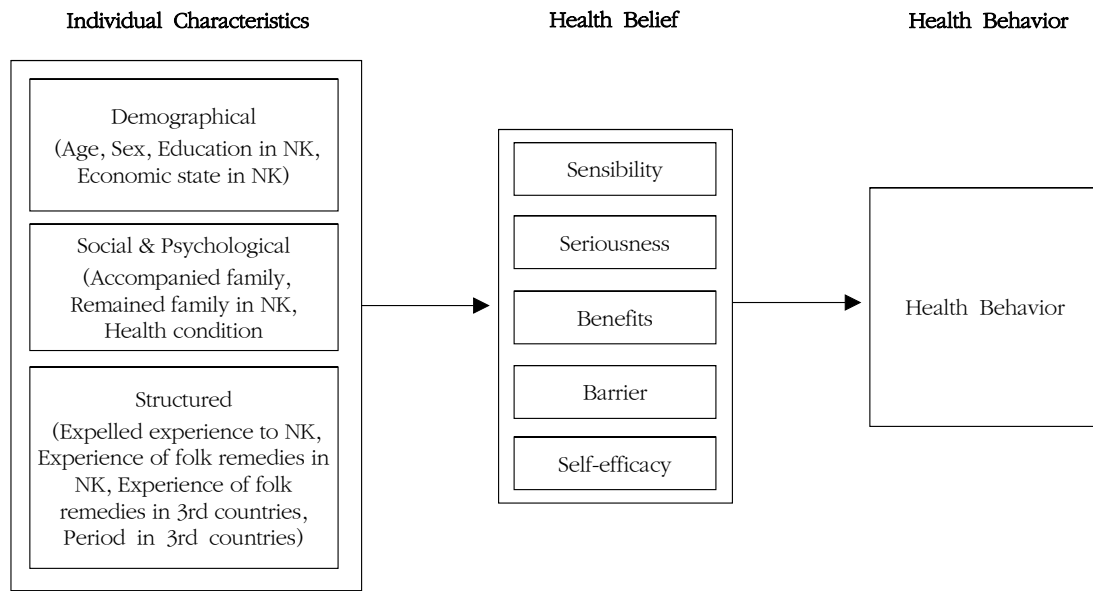 Individual Characteristics
Health Belief
Health Behavior
Demographical
(Age, Sex, Education in NK,
Economic state in NK)
Social & Psychological
(Accompanied family,
Remained family in NK,
Health condition
Structured
(Expelled experience to NK,
Experience of folk remedies in
NK, Experience of folk
remedies in 3rd countries,
Period in 3rd countries)
Sensibility
Seriousness
Benefits
Barrier
Self-efficacy
Health Behavior